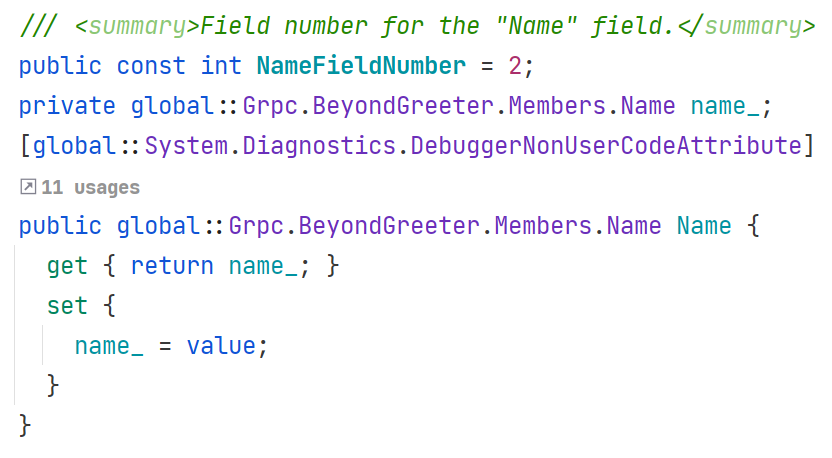 /// <summary>Field number for the "Name" field.</summary>
public const int NameFieldNumber = 2;
private global::Grpc.BeyondGreeter.Members.Name name_;
[global::System.Diagnostics.DebuggerNonUserCodeAttribute]
11 usages
public global::Grpc.BeyondGreeter.Members.Name Name {
  get { return name_; }
  set {
    name_ = value;
  }
}